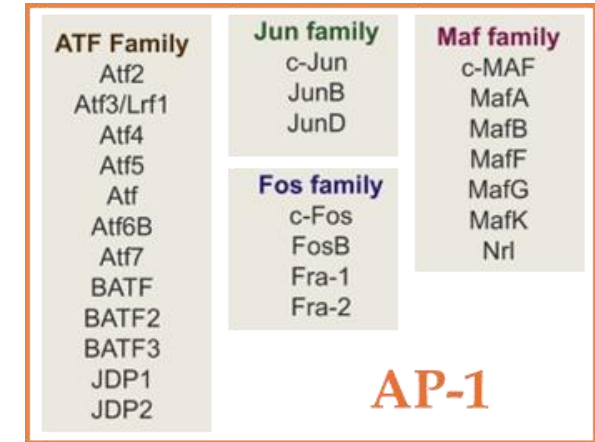 ATF Family
Atf2
Atf3/Lrf1
Atf4
Atf5
Atf
Atf6B
Atf7
BATF
BATF2
BATF3
JDP1
JDP2
Jun family
c-Jun
JunB
JunD
Fos family
c-Fos
FosB
Fra-1
Fra-2
Maf family
c-MAF
MafA
MafB
MafF
MafG
MafK
Nrl
AP-1